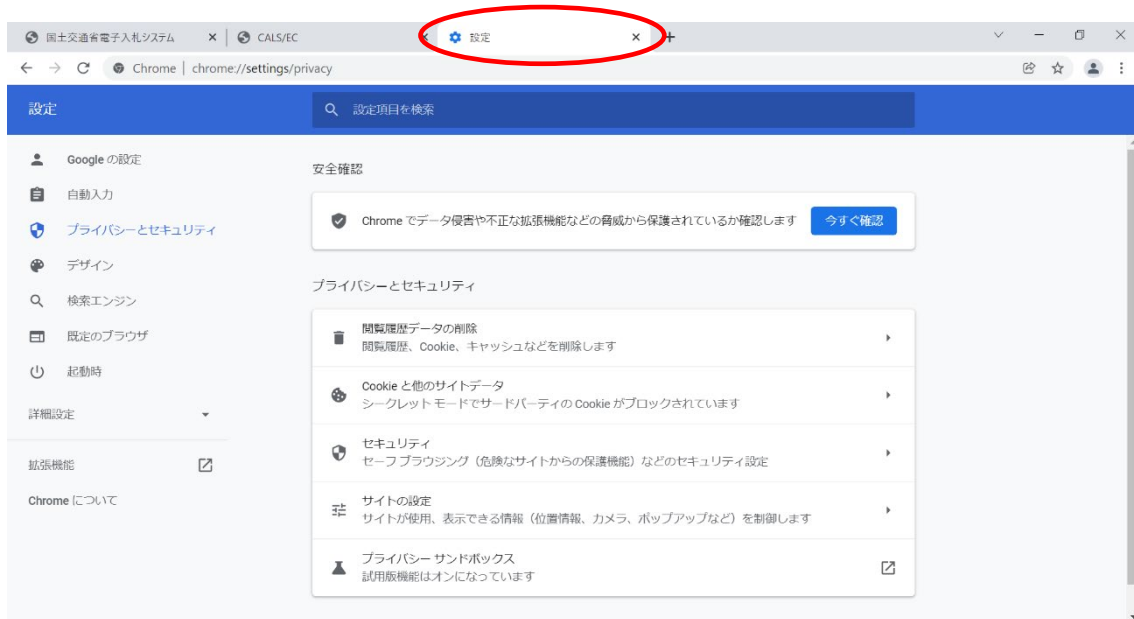 国土交通省電子入札システム
CALS/EC
設定
Chrome | chrome://settings/privacy
設定
設定項目を検索
Google の設定
自動入力
プライバシーとセキュリティ
デザイン
検索エンジン
既定のブラウザ
起動時
詳細設定
拡張機能
Chrome について
安全確認
Chrome でデータ侵害や不正な拡張機能などの脅威から保護されているか確認します
今すぐ確認
プライバシーとセキュリティ
閲覧履歴データの削除
閲覧履歴、Cookie、キャッシュなどを削除します
Cookie と他のサイトデータ
シークレット モードでサードパーティの Cookie がブロックされています
セキュリティ
セーフ ブラウジング（危険なサイトからの保護機能）などのセキュリティ設定
サイトの設定
サイトが使用、表示できる情報（位置情報、カメラ、ポップアップなど）を制御します
プライバシー サンドボックス
試用版機能はオンになっています